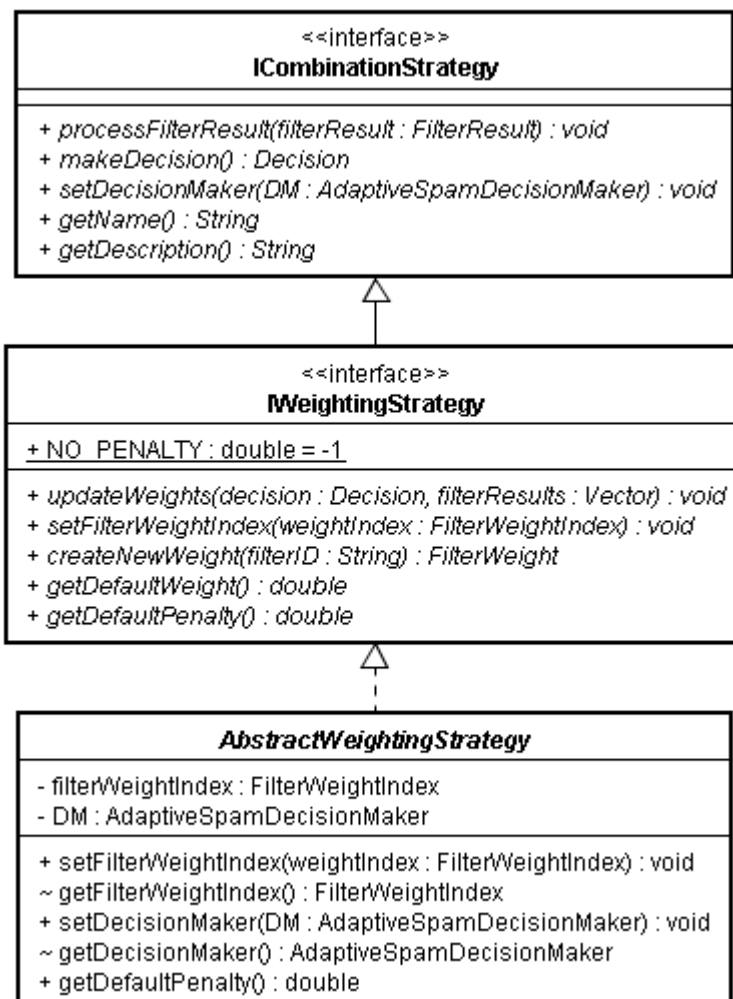 <<interface>>
ICombinationStrategy
+ processFilterResult(filterResult : FilterResult) : void
+ makeDecision() : Decision
+ setDecisionMaker(DM : AdaptiveSpamDecisionMaker) : void
+ getName() : String
+ getDescription() : String
<<interface>>
IWeightingStrategy
+ NO_PENALTY : double = -1
+ updateWeights(decision : Decision, filterResults : Vector) : void
+ setFilterWeightIndex(weightIndex : FilterWeightIndex) : void
+ createNewWeight(filterID : String) : FilterWeight
+ getDefaultWeight() : double
+ getDefaultPenalty() : double
AbstractWeightingStrategy
- filterWeightIndex : FilterWeightIndex
- DM : AdaptiveSpamDecisionMaker
+ setFilterWeightIndex(weightIndex : FilterWeightIndex) : void
~ getFilterWeightIndex() : FilterWeightIndex
+ setDecisionMaker(DM : AdaptiveSpamDecisionMaker) : void
~ getDecisionMaker() : AdaptiveSpamDecisionMaker
+ getDefaultPenalty() : double